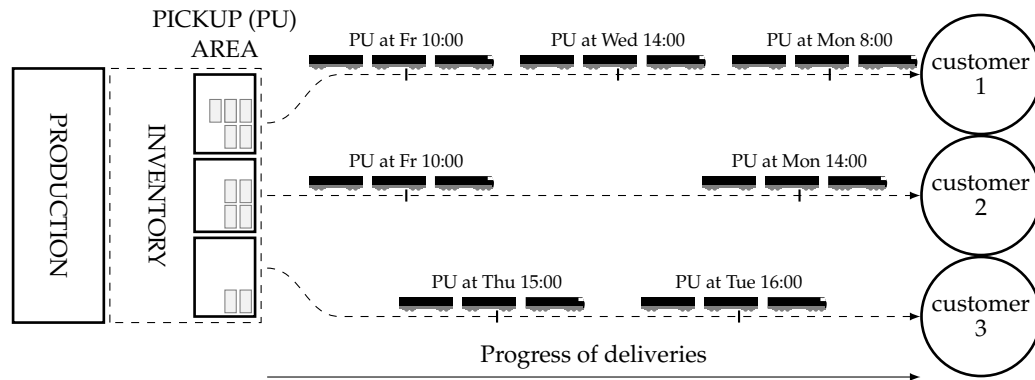 PICKUP (PU)
AREA
PRODUCTION
INVENTORY
PU at Fr 10:00
PU at Wed 14:00
PU at Mon 8:00
customer
1
PU at Fr 10:00
PU at Mon 14:00
customer
2
PU at Thu 15:00
PU at Tue 16:00
customer
3
Progress of deliveries